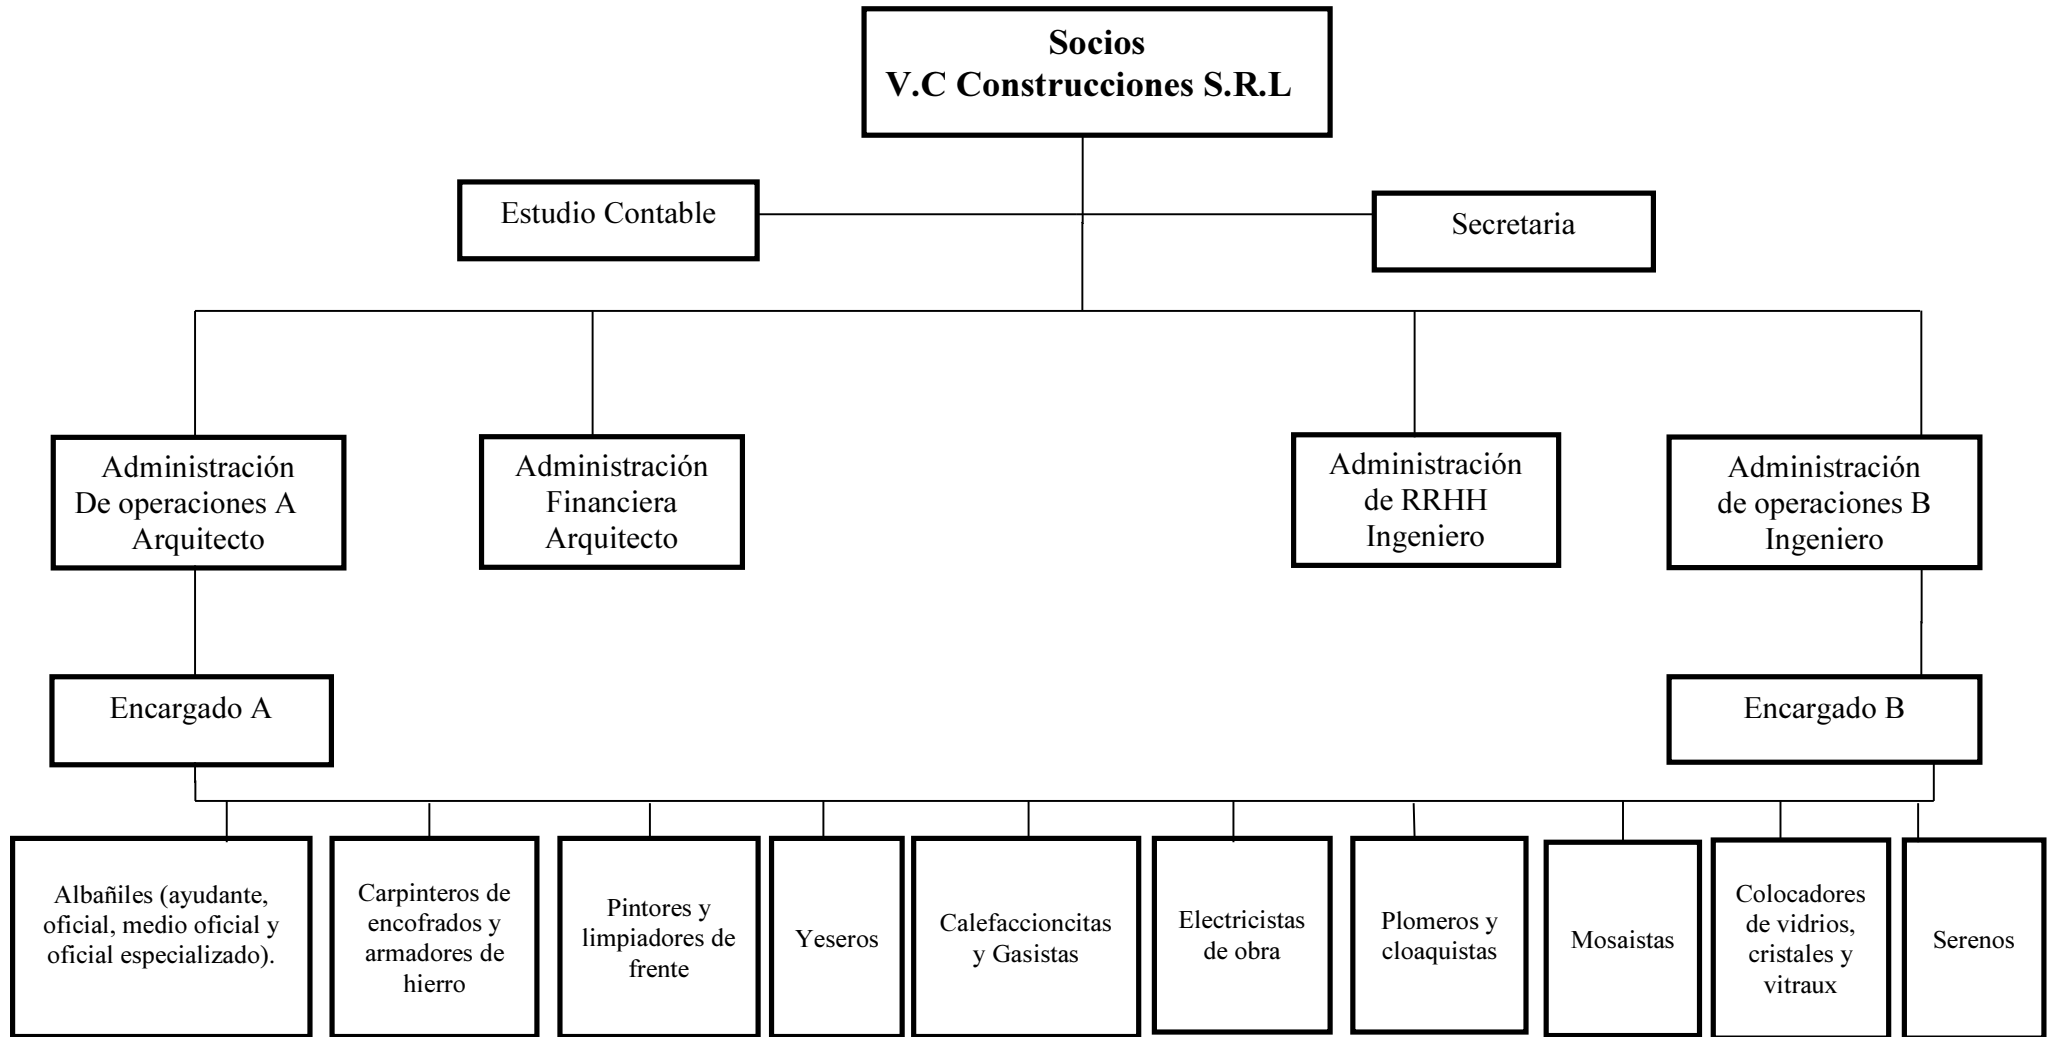 Socios
V.C Construcciones S.R.L
Estudio Contable
Secretaria
Administración
De operaciones A
Arquitecto
Administración
Financiera
Arquitecto
Administración
de RRHH
Ingeniero
Administración
de operaciones B
Ingeniero
Encargado A
Encargado B
Albañiles (ayudante,
oficial, medio oficial y
oficial especializado).
Carpinteros de
encofrados y
armadores de
hierro
Pintores y
limpiadores de
frente
Yeseros
Calefaccioncitas
y Gasistas
Electricistas
de obra
Plomeros y
cloaquistas
Mosaistas
Colocadores
de vidrios,
cristales y
vitraux
Serenos